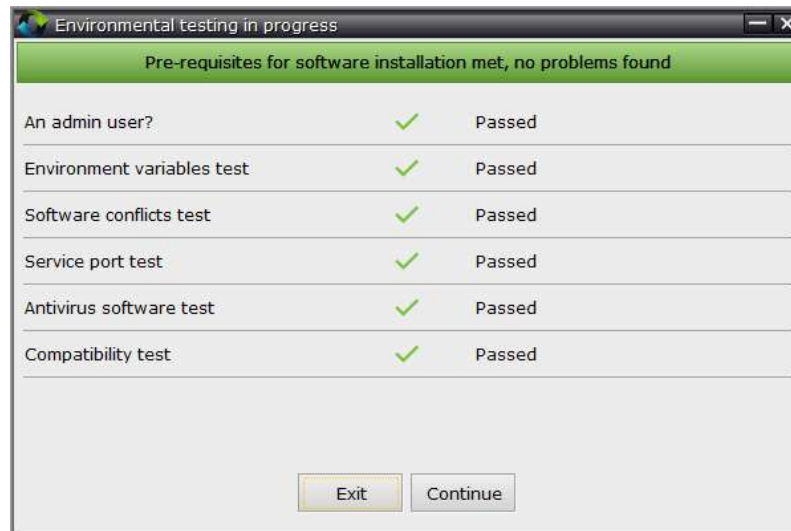 Environmental testing in progress
Pre-requisites for software installation met, no problems found
An admin user? Passed
Environment variables test Passed
Software conflicts test Passed
Service port test Passed
Antivirus software test Passed
Compatibility test Passed
Exit Continue